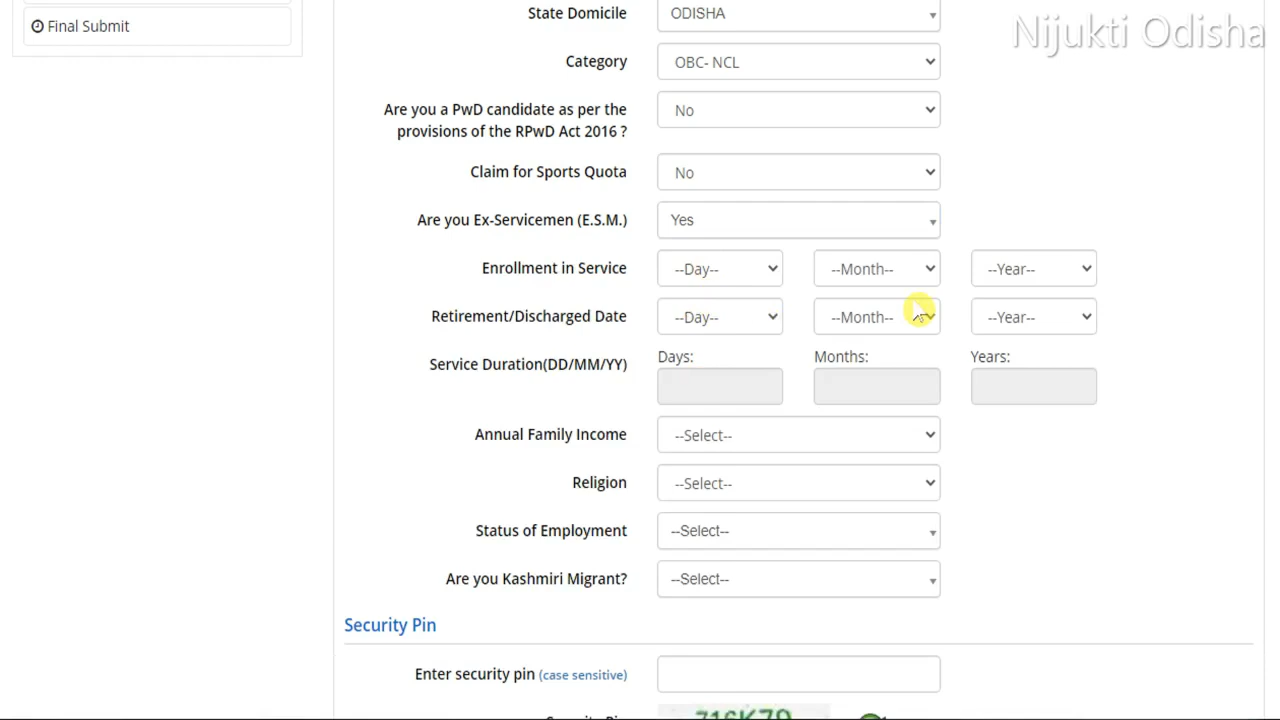 Final Submit
Nijukti Odisha
State Domicile ODISHA
Category OBC- NCL
Are you a PwD candidate as per the
provisions of the RPwD Act 2016 ? No
Claim for Sports Quota No
Are you Ex-Servicemen (E.S.M.) Yes
Enrollment in Service --Day-- --Month-- --Year--
Retirement/Discharged Date --Day-- --Month-- --Year--
Days: Months: Years:
Service Duration(DD/MM/YY)
Annual Family Income --Select--
Religion --Select--
Status of Employment --Select--
Are you Kashmiri Migrant? --Select--
Security Pin
Enter security pin (case sensitive)